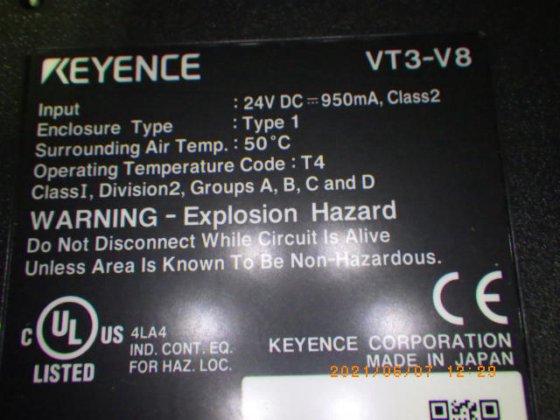 KEYENCE VT3-V8
Input : 24V DC ⎓ 950mA, Class2
Enclosure Type : Type 1
Surrounding Air Temp. : 50°C
Operating Temperature Code : T4
ClassI, Division2, Groups A, B, C and D
WARNING - Explosion Hazard
Do Not Disconnect While Circuit Is Alive
Unless Area Is Known To Be Non-Hazardous.
CE
C UL US LISTED
4LA4
IND. CONT. EQ.
FOR HAZ. LOC.
KEYENCE CORPORATION
MADE IN JAPAN
2021/06/07 12:29